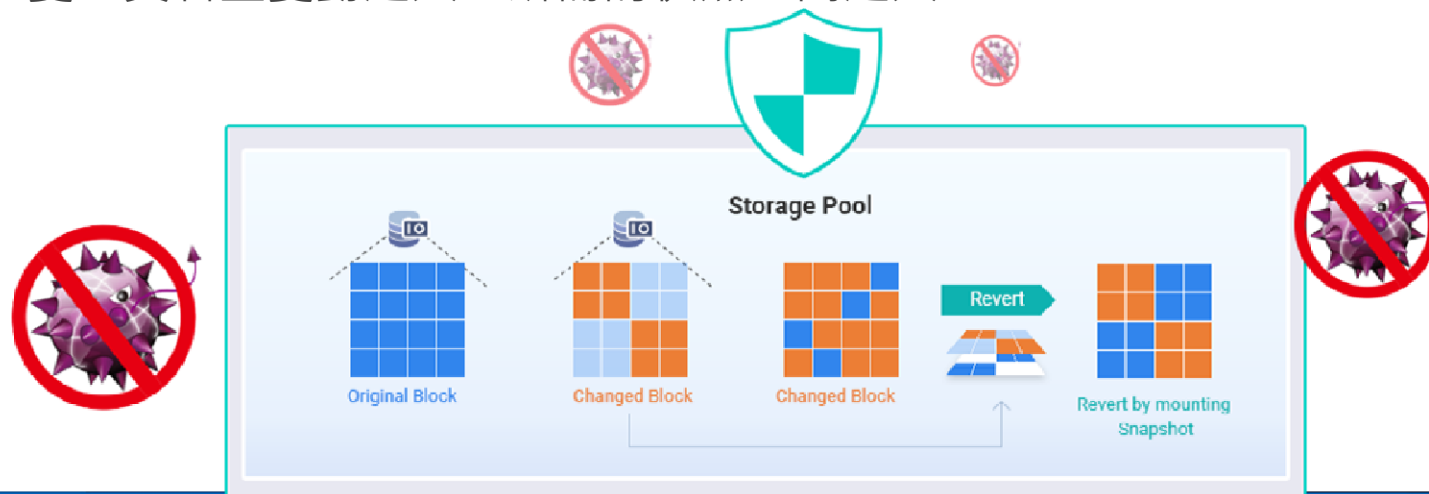 Storage Pool
IO
IO
Revert
Original Block
Changed Block
Changed Block
Revert by mounting
Snapshot